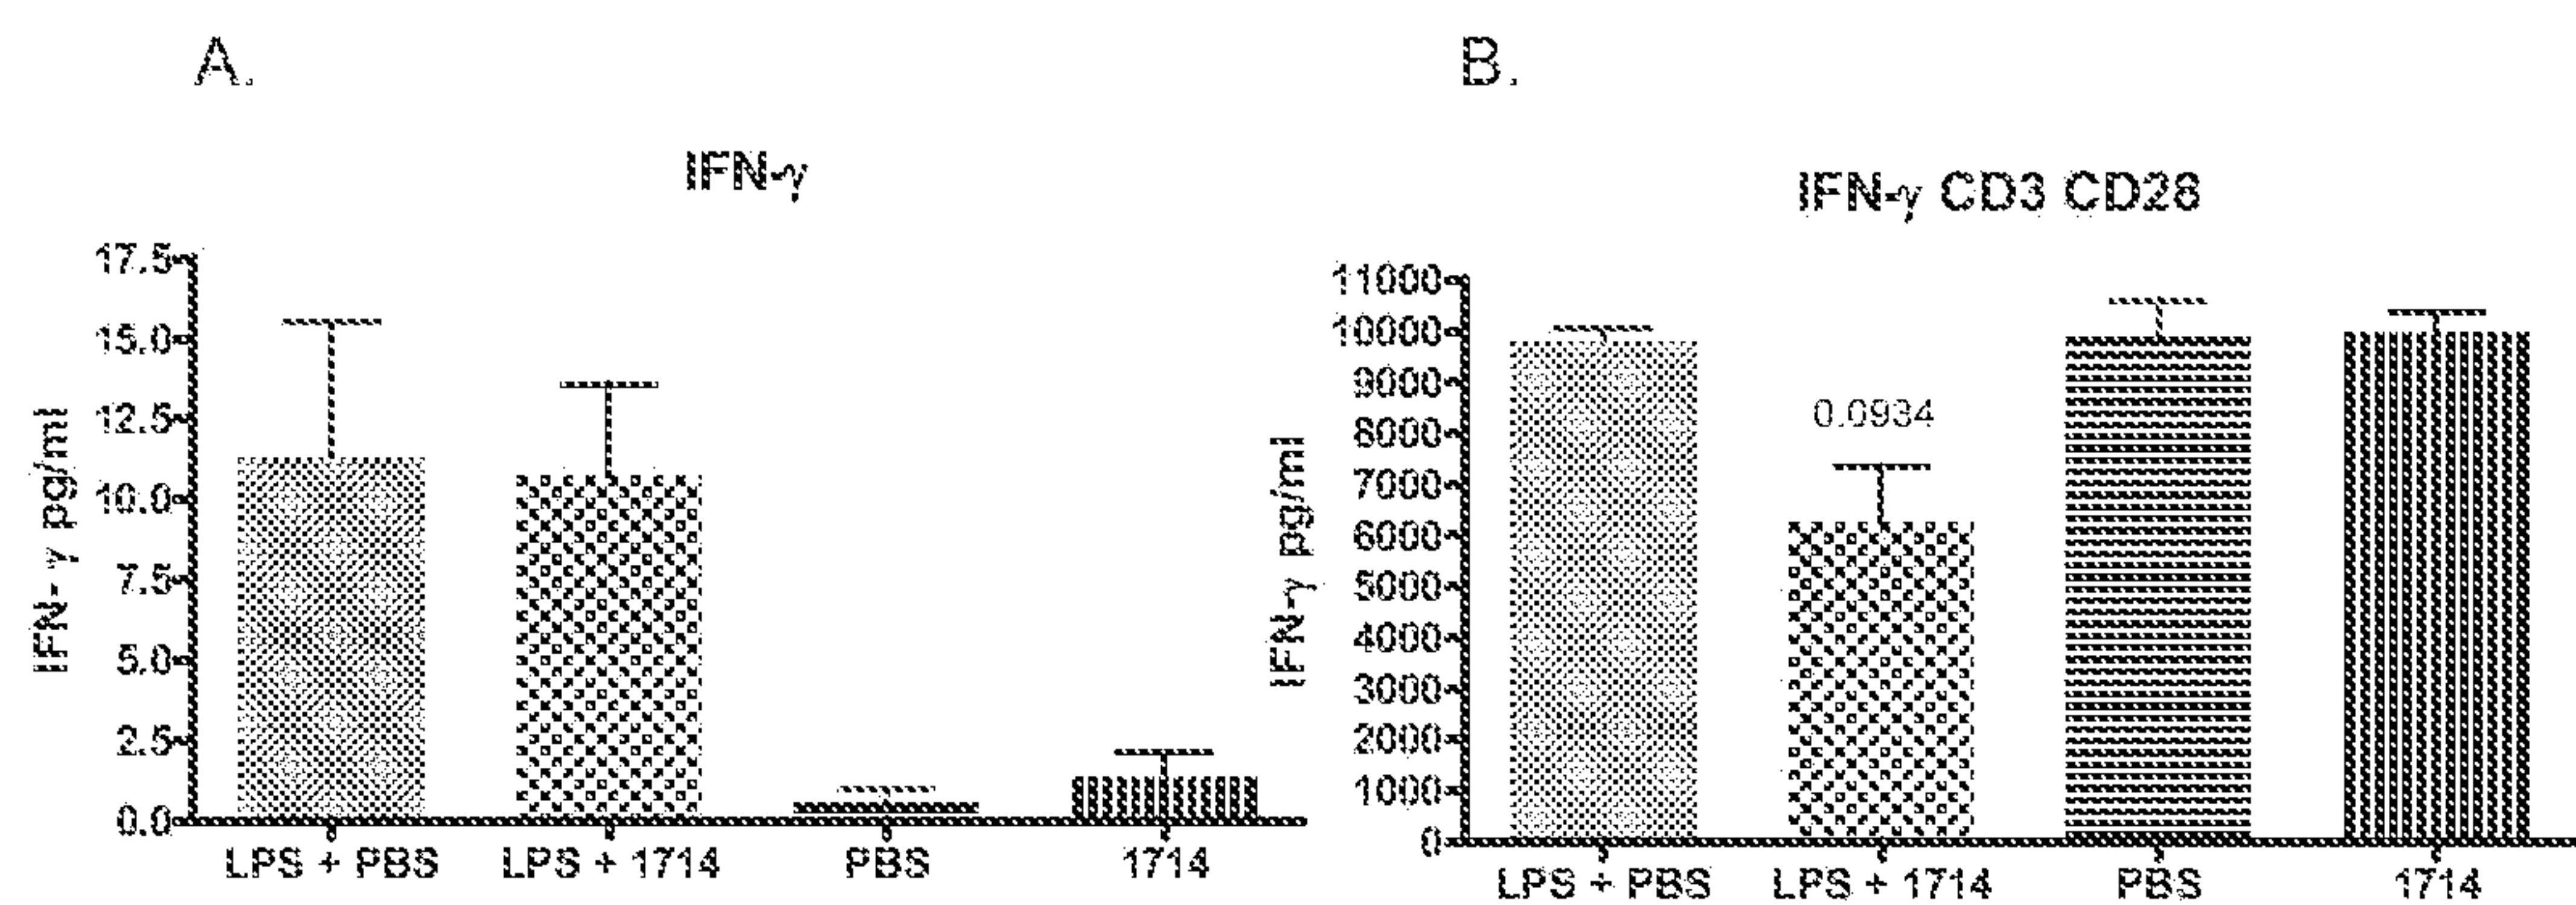 A.
IFN-γ
IFN-γ pg/ml
17.5
15.0
12.5
10.0
7.5
5.0
2.5
0.0
LPS + PBS LPS + 1714 PBS 1714
B.
IFN-γ CD3 CD28
IFN-γ pg/ml
11000
10000
9000
8000
7000
6000
5000
4000
3000
2000
1000
0
0.0934
LPS + PBS LPS + 1714 PBS 1714